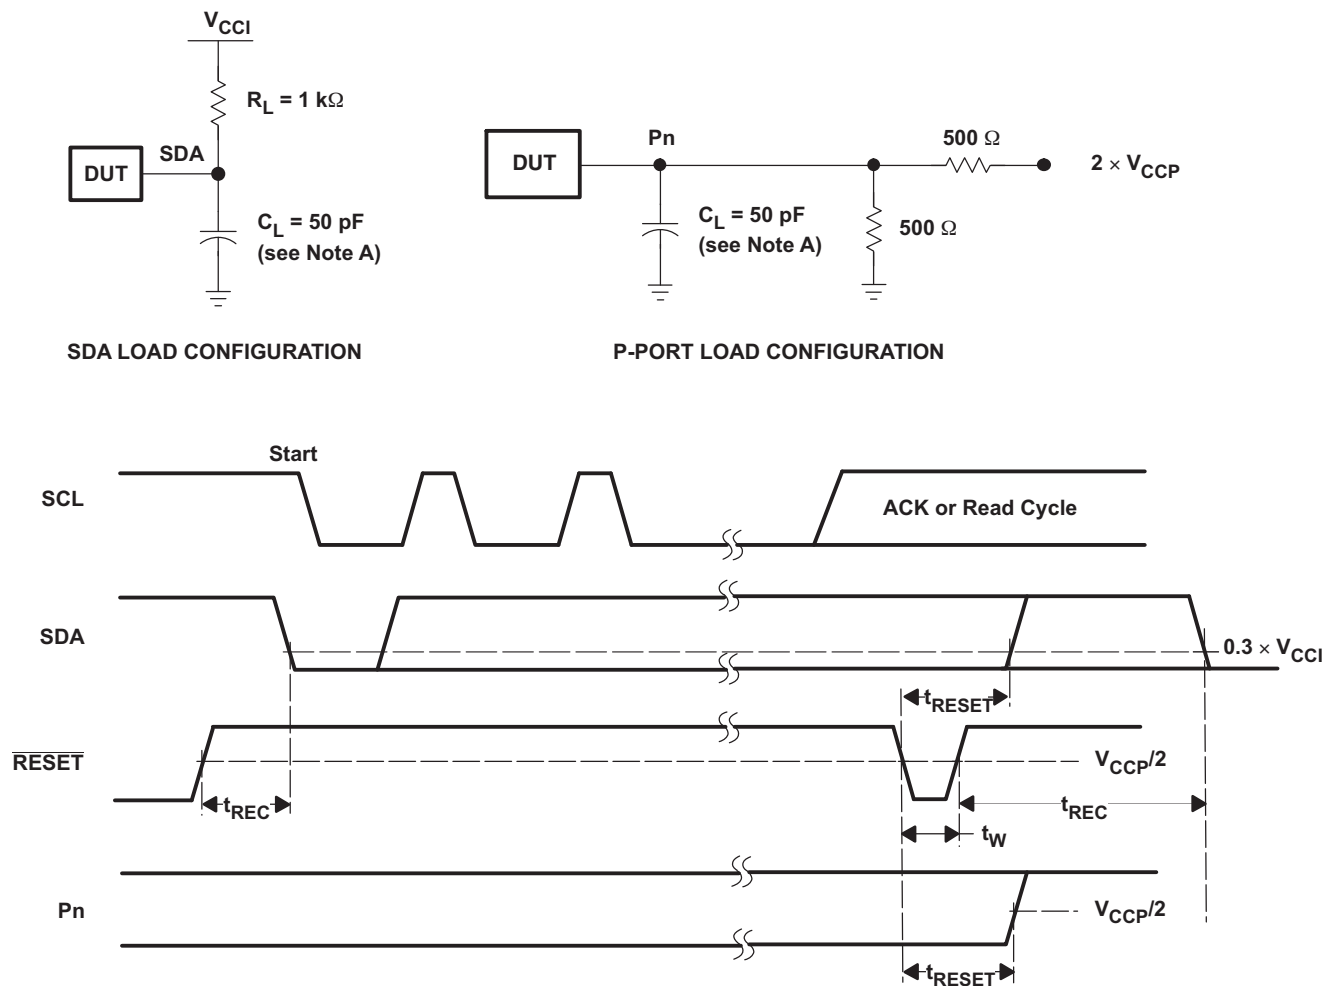 VCCI
RL = 1 kΩ
SDA
DUT
CL = 50 pF
(see Note A)
SDA LOAD CONFIGURATION
DUT
Pn
500 Ω
2 × VCCP
CL = 50 pF
(see Note A)
500 Ω
P-PORT LOAD CONFIGURATION
Start
SCL
ACK or Read Cycle
SDA
0.3 × VCCI
tRESET
RESET
VCCP/2
tREC
tREC
tW
Pn
VCCP/2
tRESET